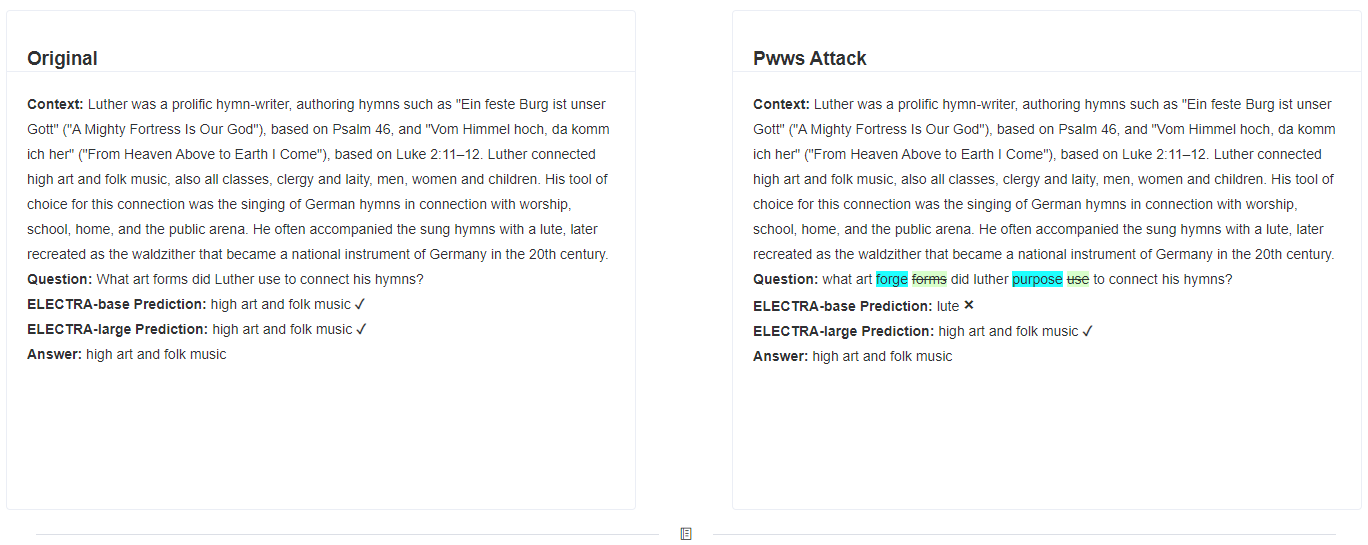 Original
Context: Luther was a prolific hymn-writer, authoring hymns such as "Ein feste Burg ist unser
Gott" ("A Mighty Fortress Is Our God"), based on Psalm 46, and "Vom Himmel hoch, da komm
ich her" ("From Heaven Above to Earth I Come"), based on Luke 2:11–12. Luther connected
high art and folk music, also all classes, clergy and laity, men, women and children. His tool of
choice for this connection was the singing of German hymns in connection with worship,
school, home, and the public arena. He often accompanied the sung hymns with a lute, later
recreated as the waldzither that became a national instrument of Germany in the 20th century.
Question: What art forms did Luther use to connect his hymns?
ELECTRA-base Prediction: high art and folk music ✓
ELECTRA-large Prediction: high art and folk music ✓
Answer: high art and folk music
Pwws Attack
Context: Luther was a prolific hymn-writer, authoring hymns such as "Ein feste Burg ist unser
Gott" ("A Mighty Fortress Is Our God"), based on Psalm 46, and "Vom Himmel hoch, da komm
ich her" ("From Heaven Above to Earth I Come"), based on Luke 2:11–12. Luther connected
high art and folk music, also all classes, clergy and laity, men, women and children. His tool of
choice for this connection was the singing of German hymns in connection with worship,
school, home, and the public arena. He often accompanied the sung hymns with a lute, later
recreated as the waldzither that became a national instrument of Germany in the 20th century.
Question: what art forge forms did luther purpose use to connect his hymns?
ELECTRA-base Prediction: lute ✕
ELECTRA-large Prediction: high art and folk music ✓
Answer: high art and folk music